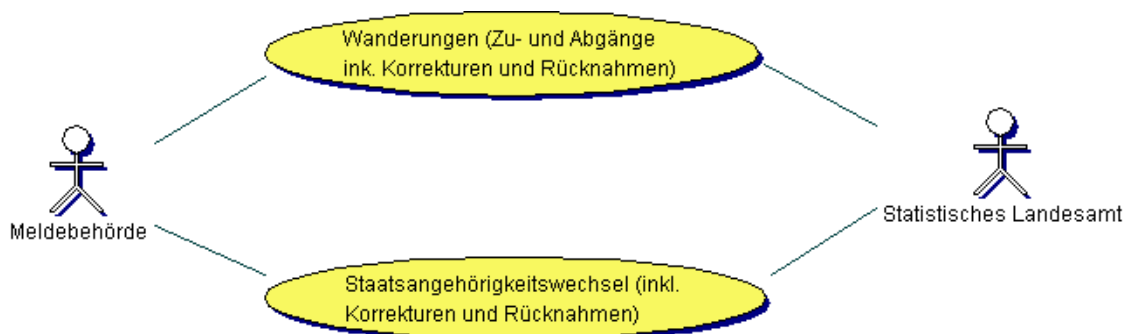 Wanderungen (Zu- und Abgänge
ink. Korrekturen und Rücknahmen)
Meldebehörde
Statistisches Landesamt
Staatsangehörigkeitswechsel (inkl.
Korrekturen und Rücknahmen)